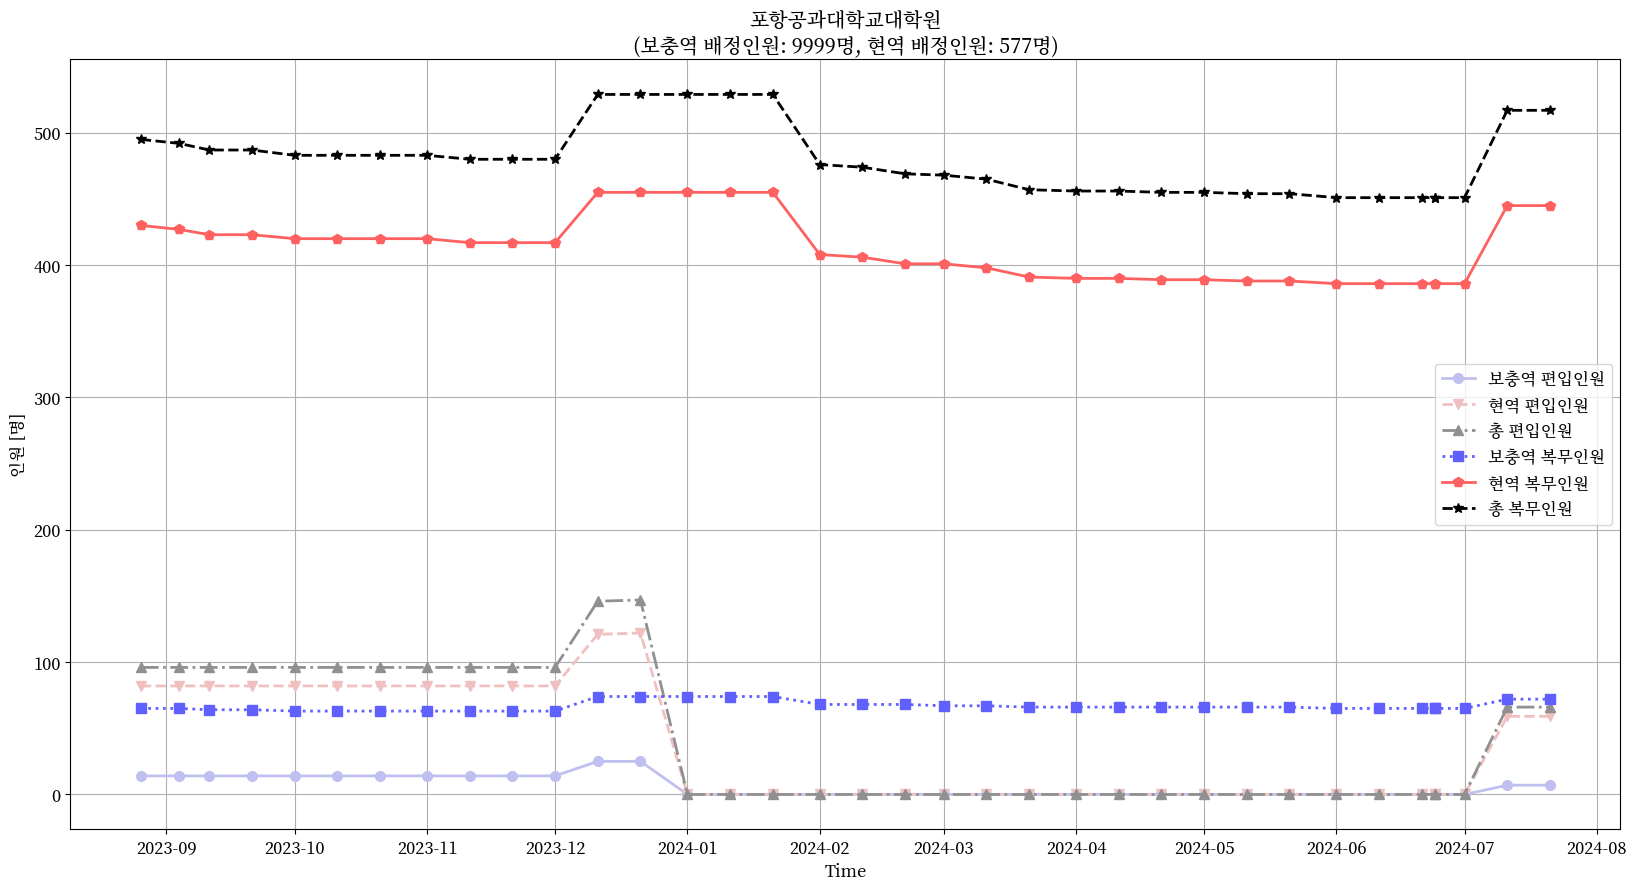 포항공과대학교대학원
(보충역 배정인원: 9999명, 현역 배정인원: 577명)
500
400
300
200
100
0
인원 [명]
보충역 편입인원
현역 편입인원
총 편입인원
보충역 복무인원
현역 복무인원
총 복무인원
2023-09 2023-10 2023-11 2023-12 2024-01 2024-02 2024-03 2024-04 2024-05 2024-06 2024-07 2024-08
Time